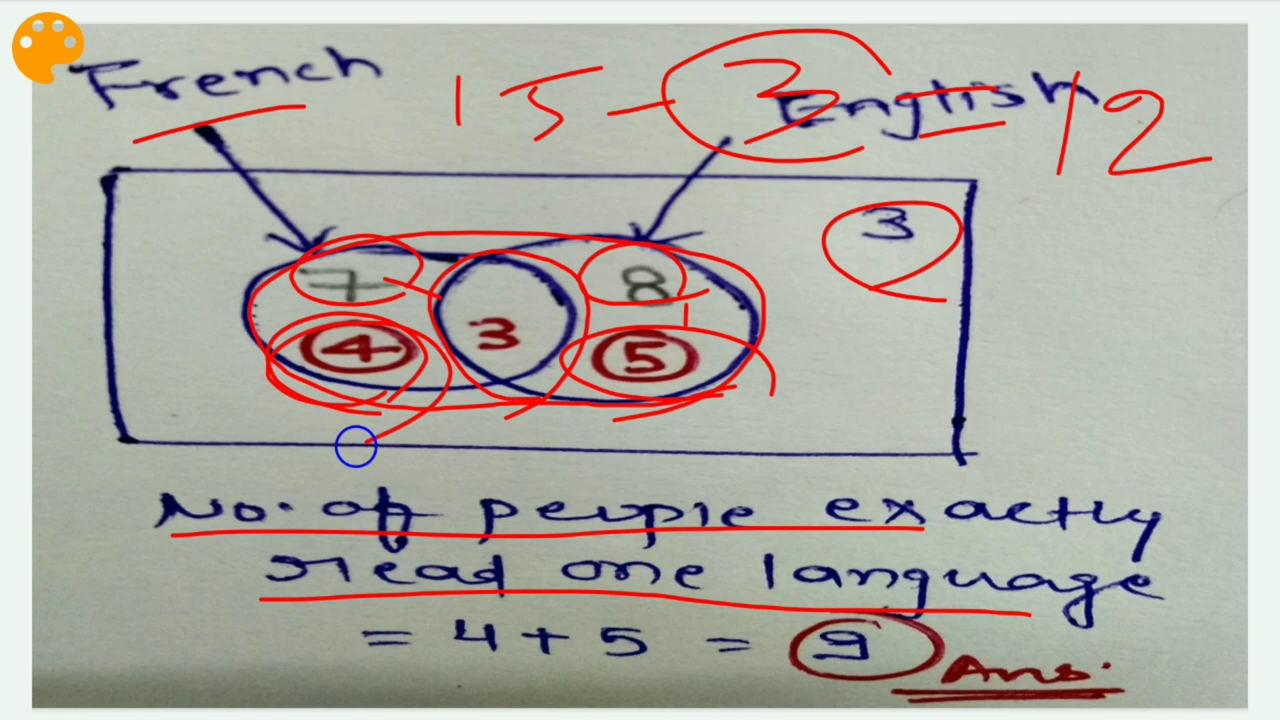 French 15-3 English 12
3
7 8
4 3 5
No. of people exactly
read one language
= 4+5 = 9 Ans.